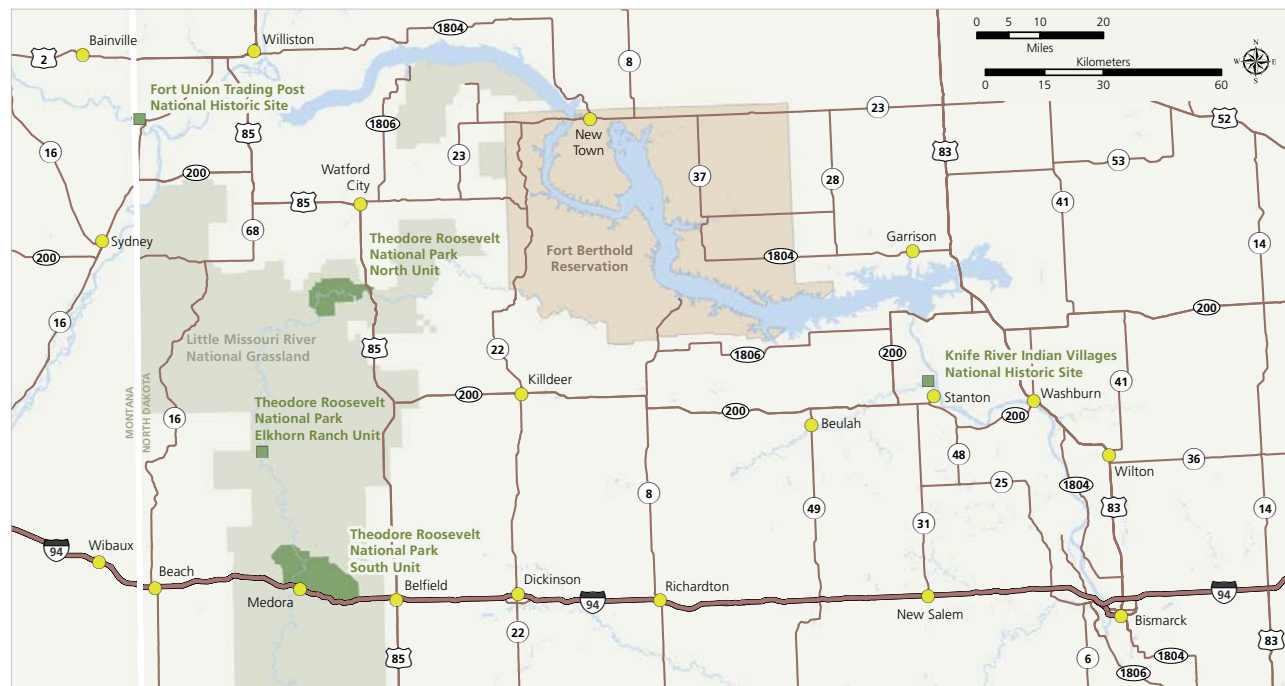 1804
0
5
10
20
Miles
Kilometers
0
15
30
60
N
W
E
S
Bainville
Williston
2
8
Fort Union Trading Post
National Historic Site
85
1806
23
New
Town
23
83
52
16
200
23
37
28
53
Watford
City
85
68
41
14
Sydney
200
Theodore Roosevelt
National Park
North Unit
Fort Berthold
Reservation
1804
Garrison
16
Little Missouri River
National Grassland
85
22
1806
200
200
Knife River Indian Villages
National Historic Site
MONTANA
NORTH DAKOTA
16
Theodore Roosevelt
National Park
Elkhorn Ranch Unit
200
Killdeer
200
Beulah
Stanton
200
Washburn
41
48
Wilton
36
8
49
25
1804
31
83
14
94
Wibaux
Beach
Theodore Roosevelt
National Park
South Unit
Medora
Belfield
Dickinson
94
Richardton
New Salem
94
Bismarck
85
22
6
1804
1806
83